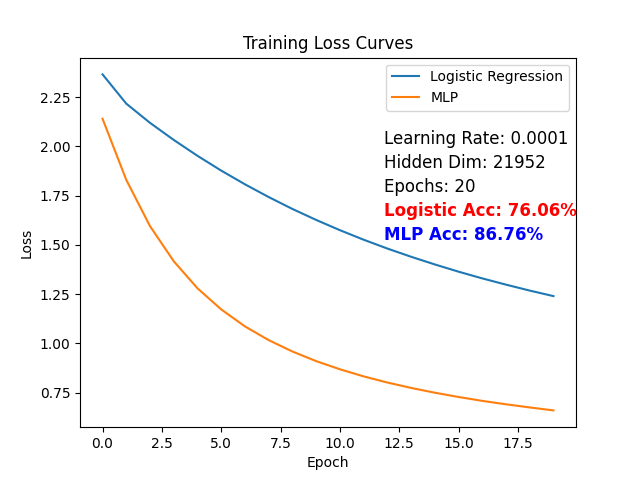 Training Loss Curves
Logistic Regression
MLP
Learning Rate: 0.0001
Hidden Dim: 21952
Epochs: 20
Logistic Acc: 76.06%
MLP Acc: 86.76%
Loss
2.25
2.00
1.75
1.50
1.25
1.00
0.75
0.0 2.5 5.0 7.5 10.0 12.5 15.0 17.5
Epoch